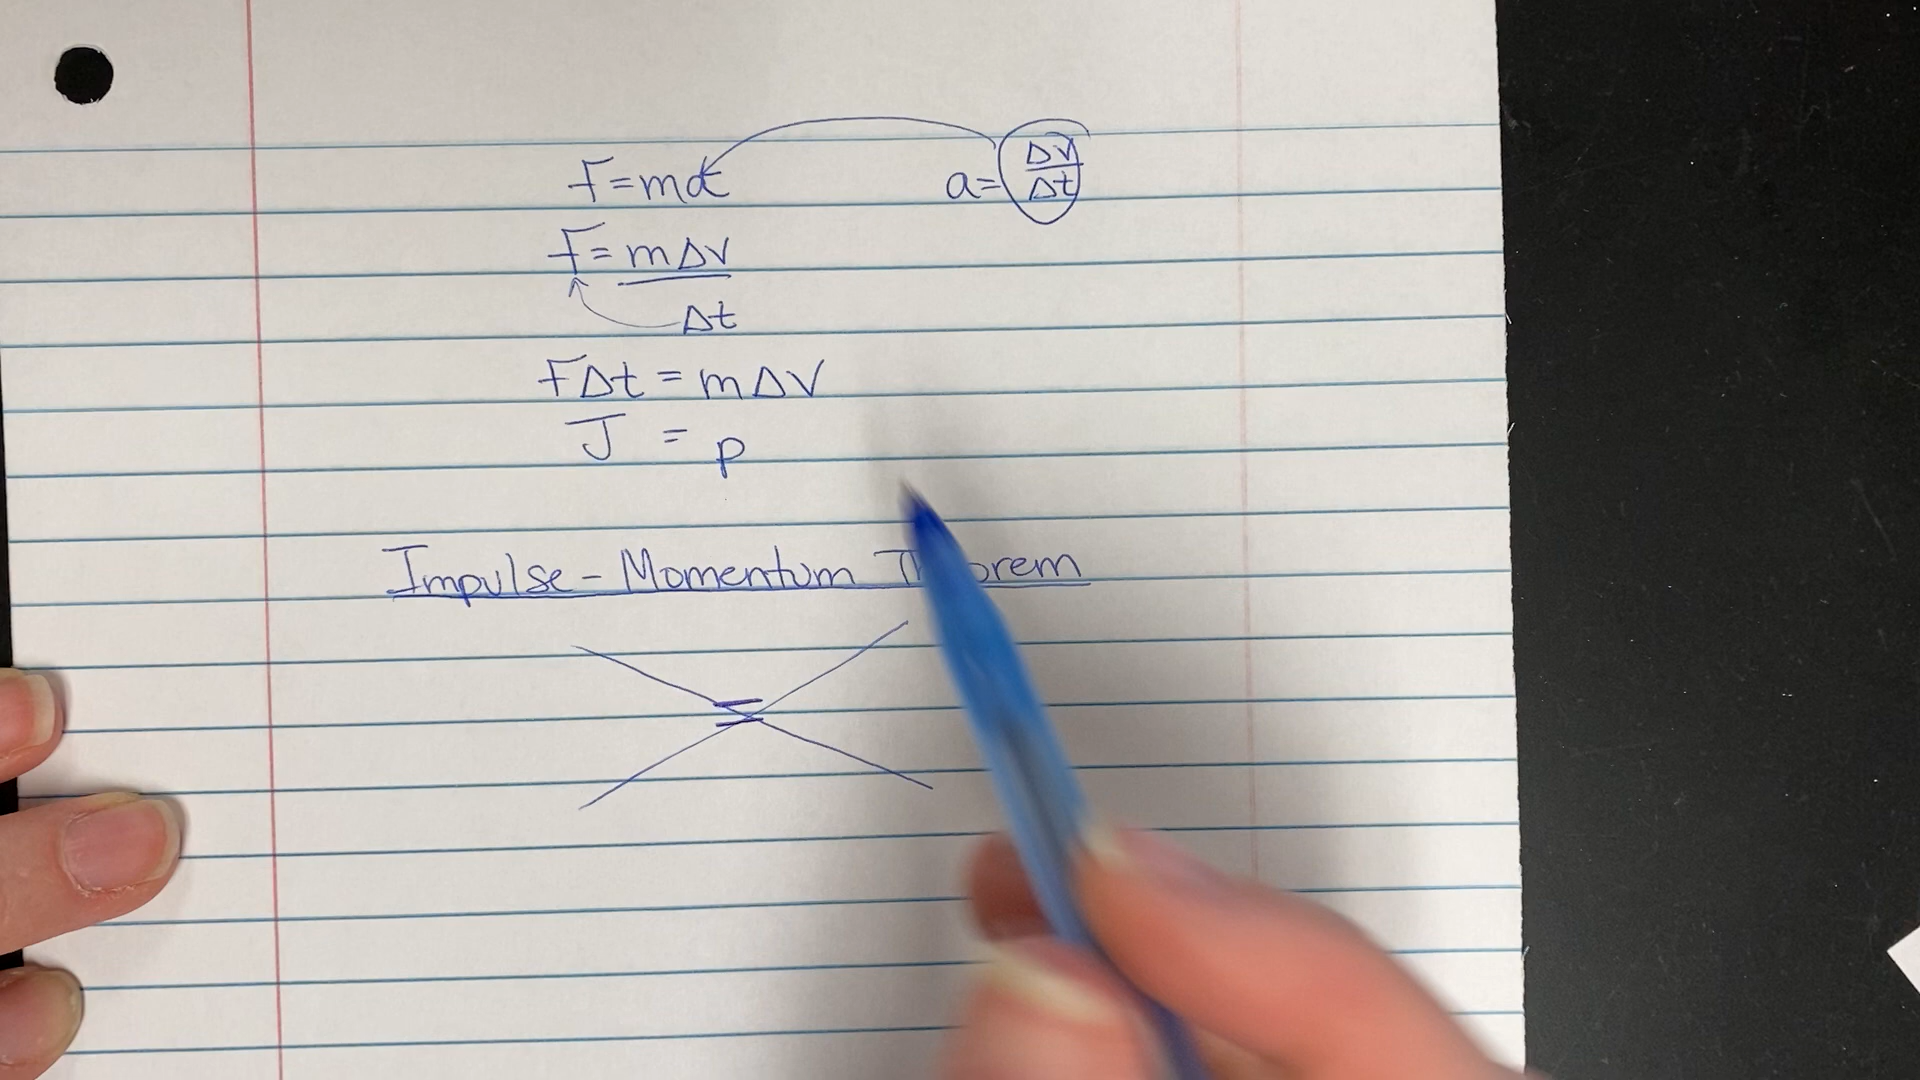 F=ma a=Δv/Δt
F=mΔv
Δt
FΔt=mΔv
J = p
Impulse-Momentum
=